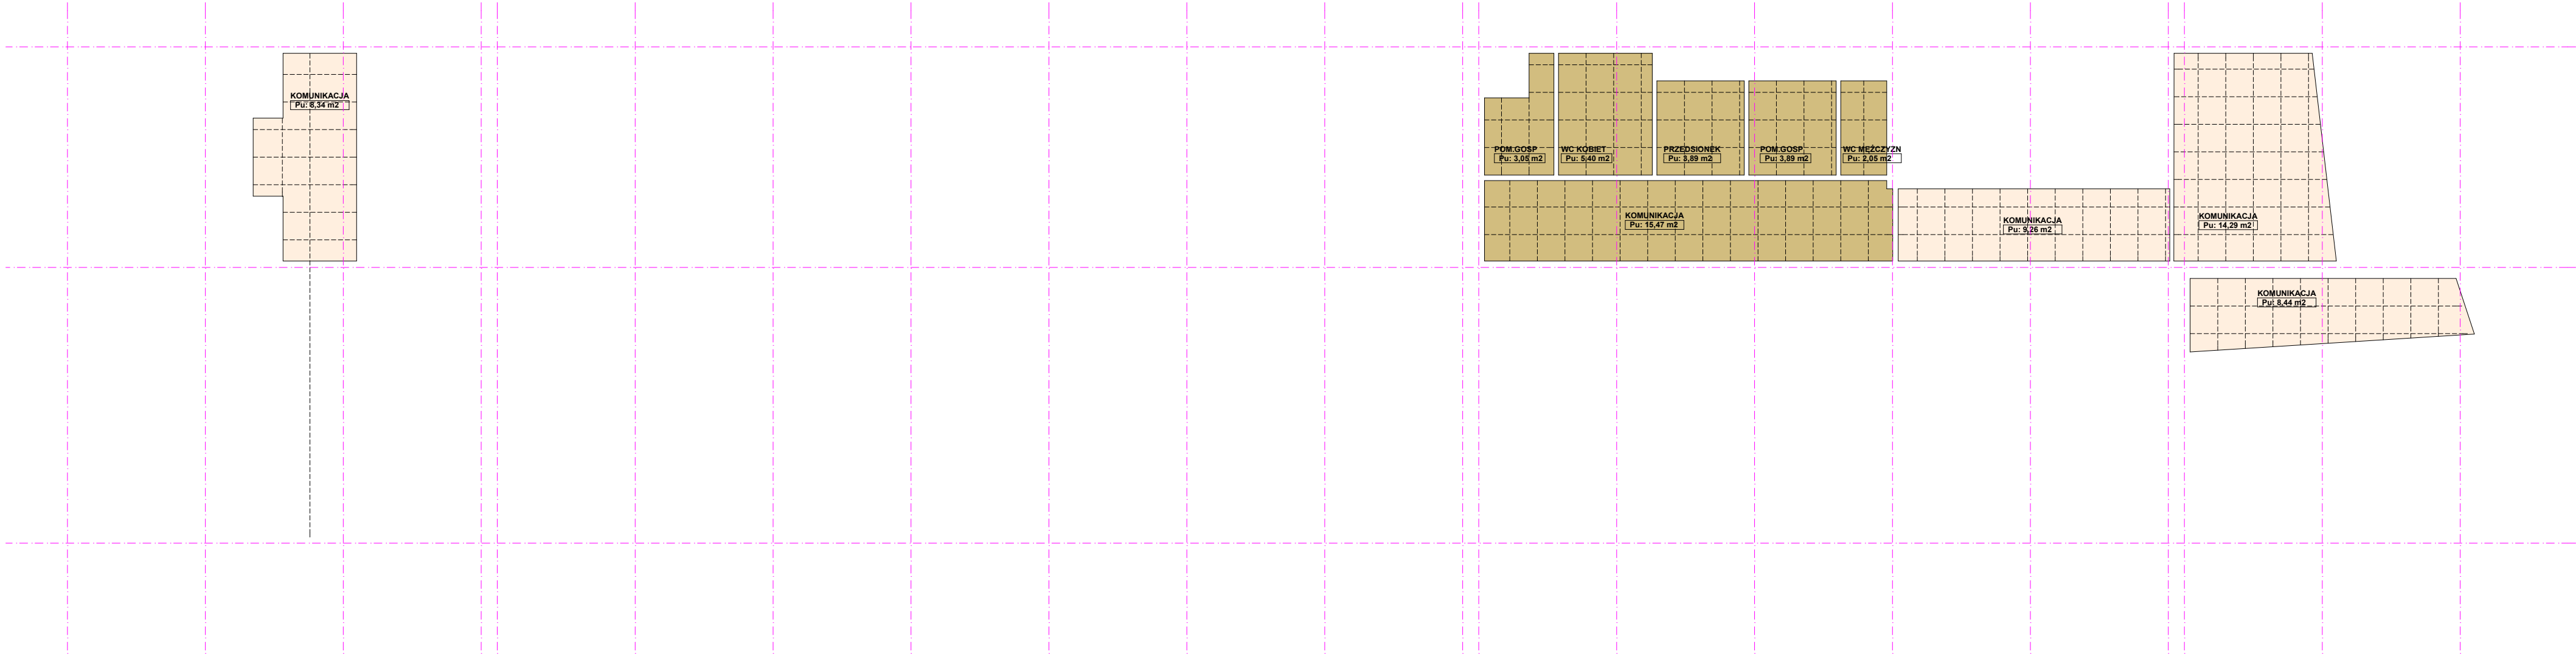 KOMUNIKACJA
Pu: 8,34 m2
POM.GOSP
Pu: 3,05 m2
WC KOBIET
Pu: 5,40 m2
PRZEDSIONEK
Pu: 3,89 m2
POM.GOSP
Pu: 3,89 m2
WC MĘŻCZYZN
Pu: 2,05 m2
KOMUNIKACJA
Pu: 15,47 m2
KOMUNIKACJA
Pu: 9,26 m2
KOMUNIKACJA
Pu: 14,29 m2
KOMUNIKACJA
Pu: 8,44 m2